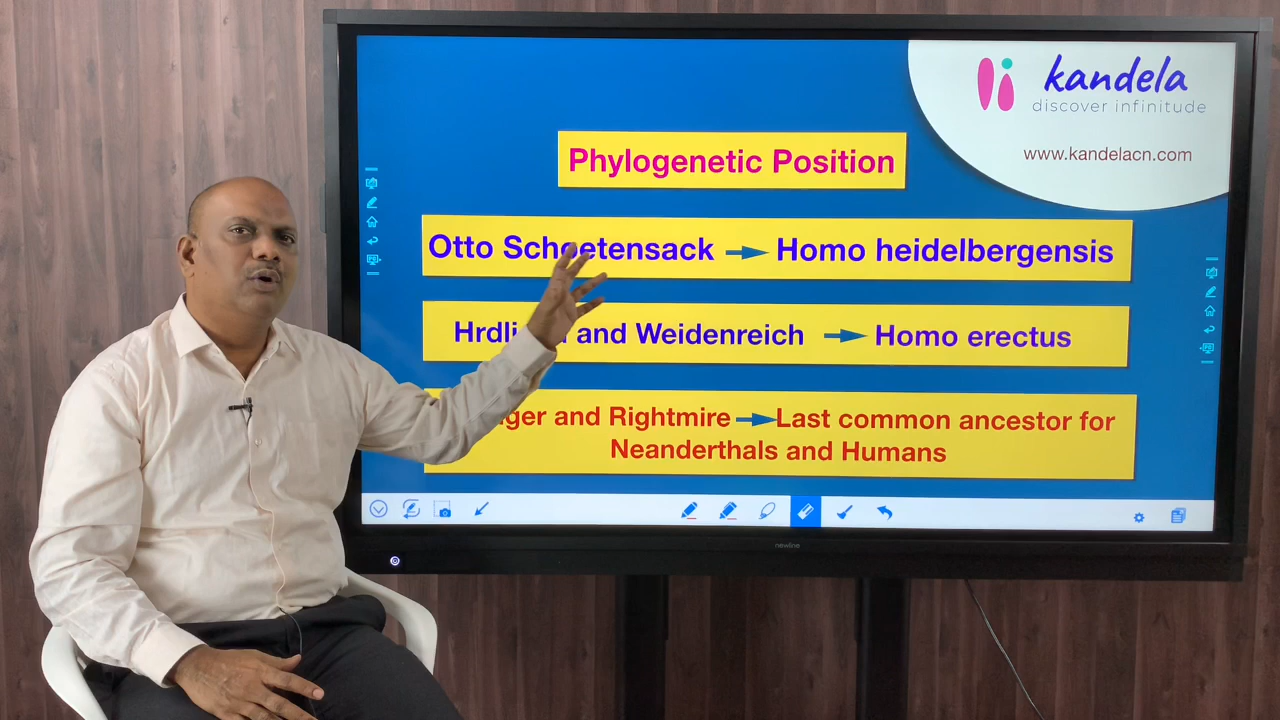 kandela
discover infinitude
www.kandelacn.com
Phylogenetic Position
Otto Schoetensack Homo heidelbergensis
and Weidenreich Homo erectus
and Rightmire Last common ancestor for
Neanderthals and Humans
newline